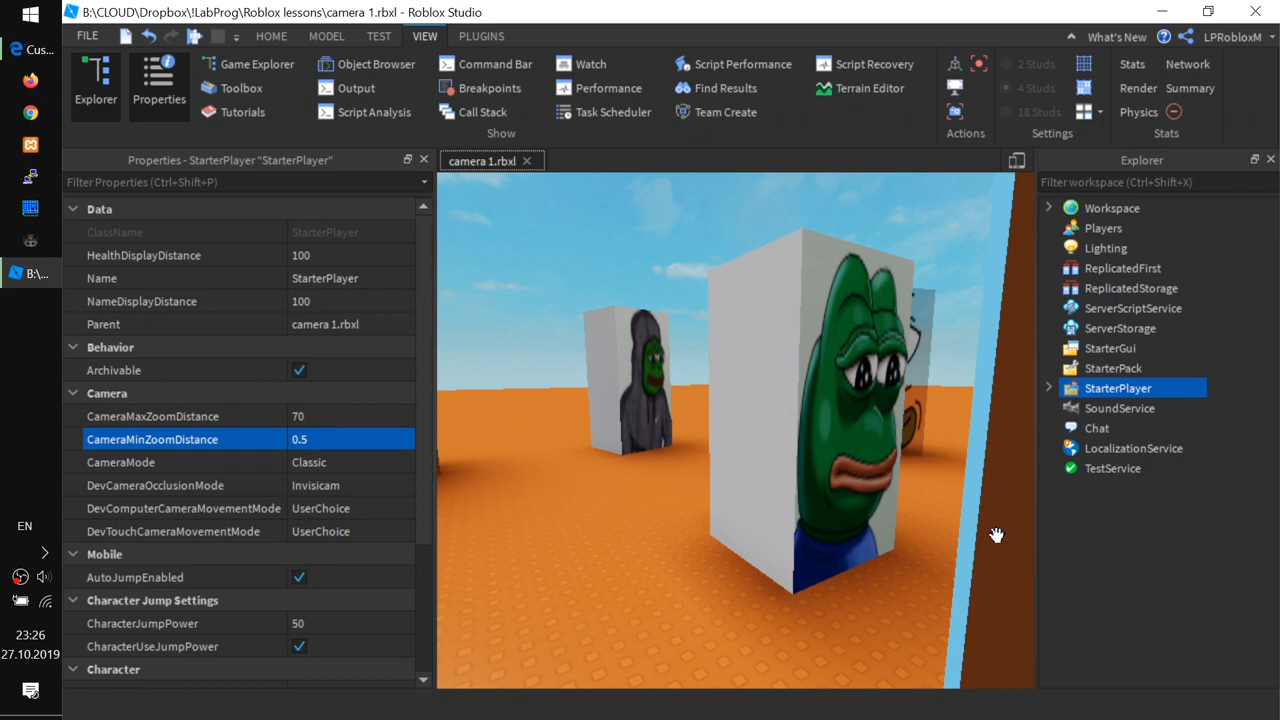 B:\CLOUD\Dropbox\!LabProg\Roblox lessons\camera 1.rbxl - Roblox Studio
FILE HOME MODEL TEST VIEW PLUGINS What's New LPRobloxM
Explorer
Properties
Game Explorer
Toolbox
Tutorials
Object Browser
Output
Script Analysis
Command Bar
Breakpoints
Call Stack
Watch
Performance
Task Scheduler
Script Performance
Find Results
Team Create
Script Recovery
Terrain Editor
Show
Actions
2 Studs
4 Studs
16 Studs
Settings
Stats Network
Render Summary
Physics
Stats
Properties - StarterPlayer "StarterPlayer"
Filter Properties (Ctrl+Shift+P)
Data
ClassName StarterPlayer
HealthDisplayDistance 100
Name StarterPlayer
NameDisplayDistance 100
Parent camera 1.rbxl
Behavior
Archivable
Camera
CameraMaxZoomDistance 70
CameraMinZoomDistance 0.5
CameraMode Classic
DevCameraOcclusionMode Invisicam
DevComputerCameraMovementMode UserChoice
DevTouchCameraMovementMode UserChoice
Mobile
AutoJumpEnabled
Character Jump Settings
CharacterJumpPower 50
CharacterUseJumpPower
Character
camera 1.rbxl
Explorer
Filter workspace (Ctrl+Shift+X)
Workspace
Players
Lighting
ReplicatedFirst
ReplicatedStorage
ServerScriptService
ServerStorage
StarterGui
StarterPack
StarterPlayer
SoundService
Chat
LocalizationService
TestService
Cus...
B:\...
EN
23:26
27.10.2019